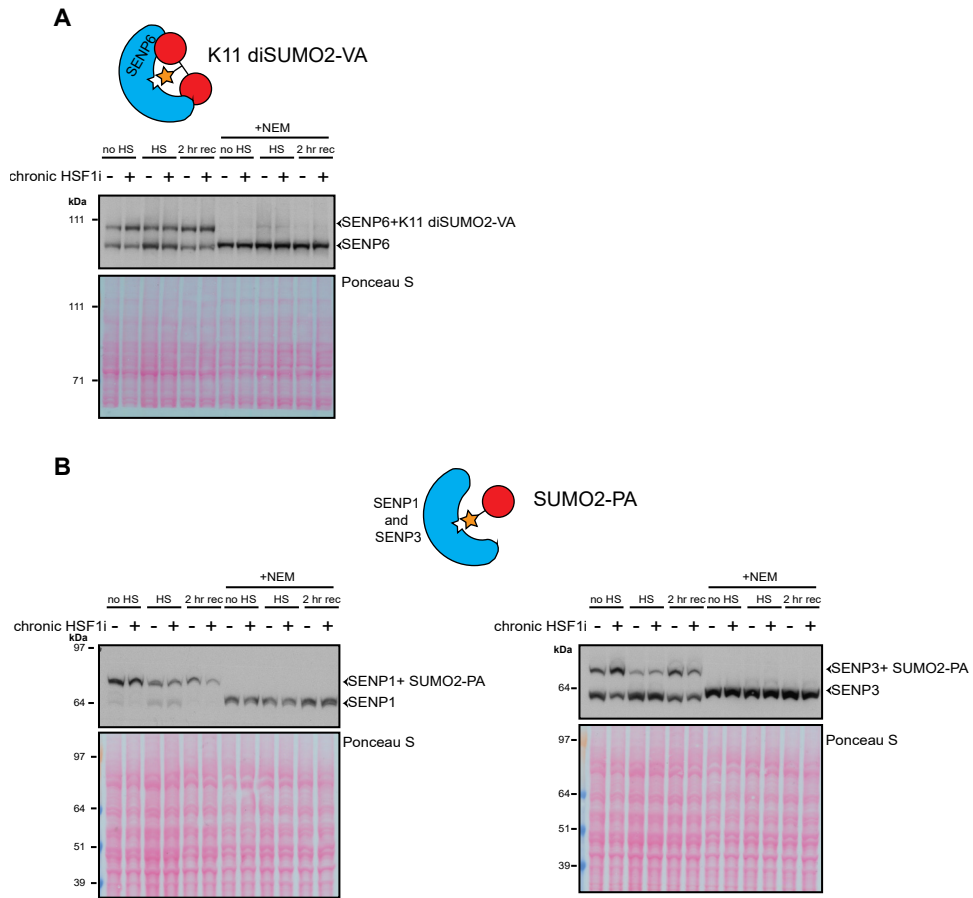 A
SENP6
K11 diSUMO2-VA
+NEM
no HS HS 2 hr rec no HS HS 2 hr rec
chronic HSF1i - + - + - + - + - + - +
kDa
111
SENP6+K11 diSUMO2-VA
SENP6
Ponceau S
111
71
B
SENP1
and
SENP3
SUMO2-PA
+NEM
no HS HS 2 hr rec no HS HS 2 hr rec
chronic HSF1i - + - + - + - + - + - +
kDa
97
SENP1+ SUMO2-PA
64
SENP1
Ponceau S
97
64
51
39
+NEM
no HS HS 2 hr rec no HS HS 2 hr rec
chronic HSF1i - + - + - + - + - + - +
kDa
SENP3+ SUMO2-PA
64
SENP3
Ponceau S
97
64
51
39